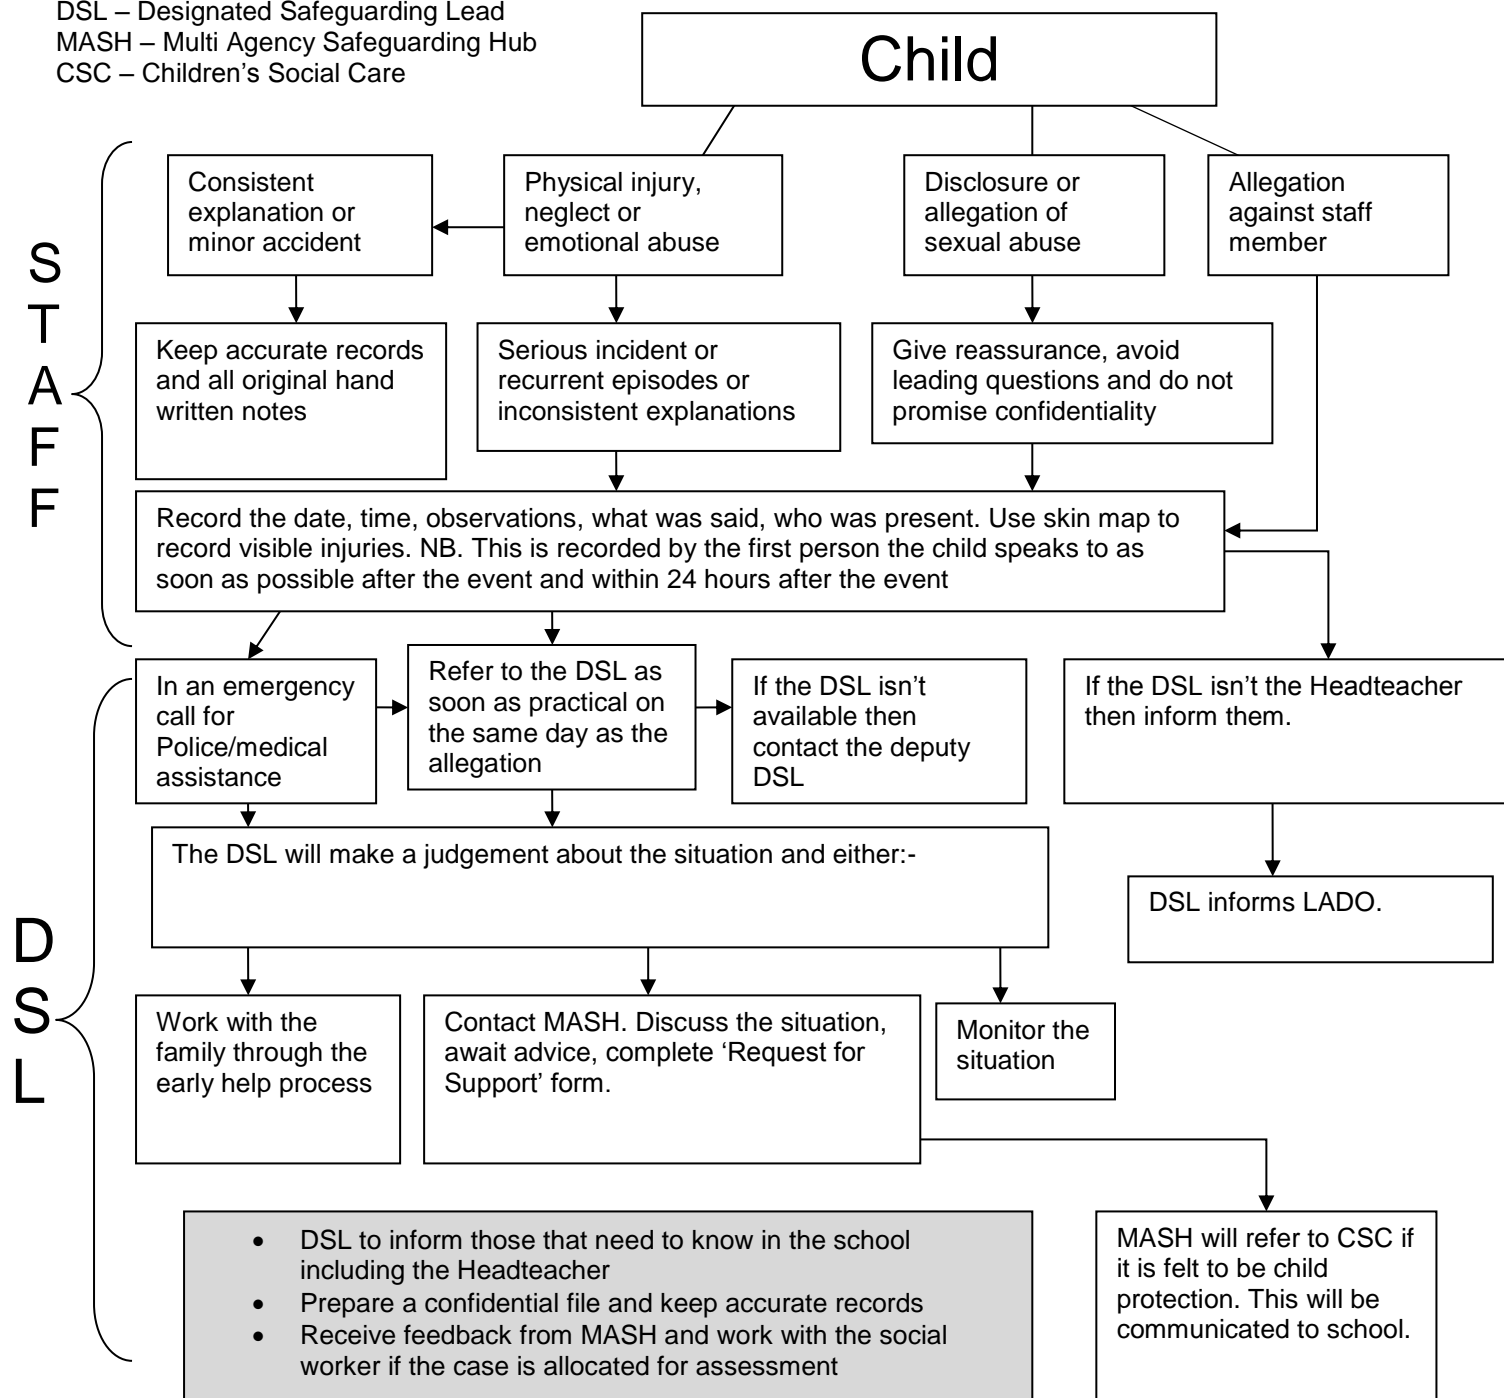 DSL – Designated Safeguarding Lead
MASH – Multi Agency Safeguarding Hub
CSC – Children's Social Care
Child
Consistent
explanation or
minor accident
Physical injury,
neglect or
emotional abuse
Disclosure or
allegation of
sexual abuse
Allegation
against staff
member
S
T
A
F
F
Keep accurate records
and all original hand
written notes
Serious incident or
recurrent episodes or
inconsistent explanations
Give reassurance, avoid
leading questions and do not
promise confidentiality
Record the date, time, observations, what was said, who was present. Use skin map to
record visible injuries. NB. This is recorded by the first person the child speaks to as
soon as possible after the event and within 24 hours after the event
In an emergency
call for
Police/medical
assistance
Refer to the DSL as
soon as practical on
the same day as the
allegation
If the DSL isn't
available then
contact the deputy
DSL
If the DSL isn't the Headteacher
then inform them.
The DSL will make a judgement about the situation and either:-
DSL informs LADO.
D
S
L
Work with the
family through the
early help process
Contact MASH. Discuss the situation,
await advice, complete ‘Request for
Support’ form.
Monitor the
situation
• DSL to inform those that need to know in the school
including the Headteacher
• Prepare a confidential file and keep accurate records
• Receive feedback from MASH and work with the social
worker if the case is allocated for assessment
MASH will refer to CSC if
it is felt to be child
protection. This will be
communicated to school.